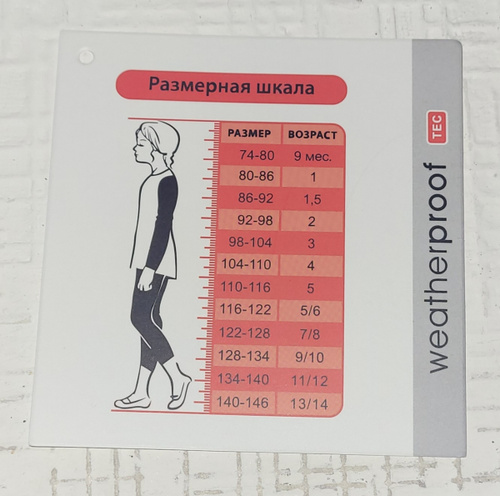 Размерная шкала
РАЗМЕР ВОЗРАСТ
74-80 9 мес.
80-86 1
86-92 1,5
92-98 2
98-104 3
104-110 4
110-116 5
116-122 5/6
122-128 7/8
128-134 9/10
134-140 11/12
140-146 13/14
weatherproof TEC